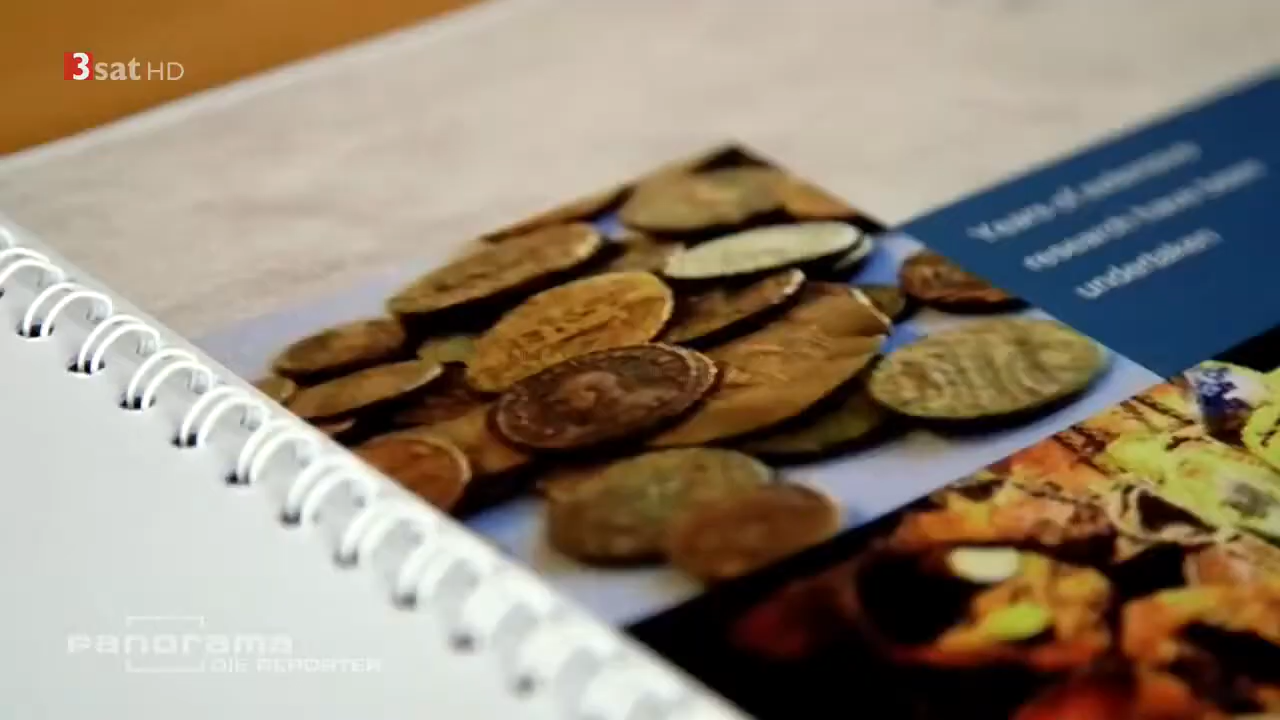 3sat HD
Years of extensive
research have been
undertaken
PANORAMA
DIE REPORTER